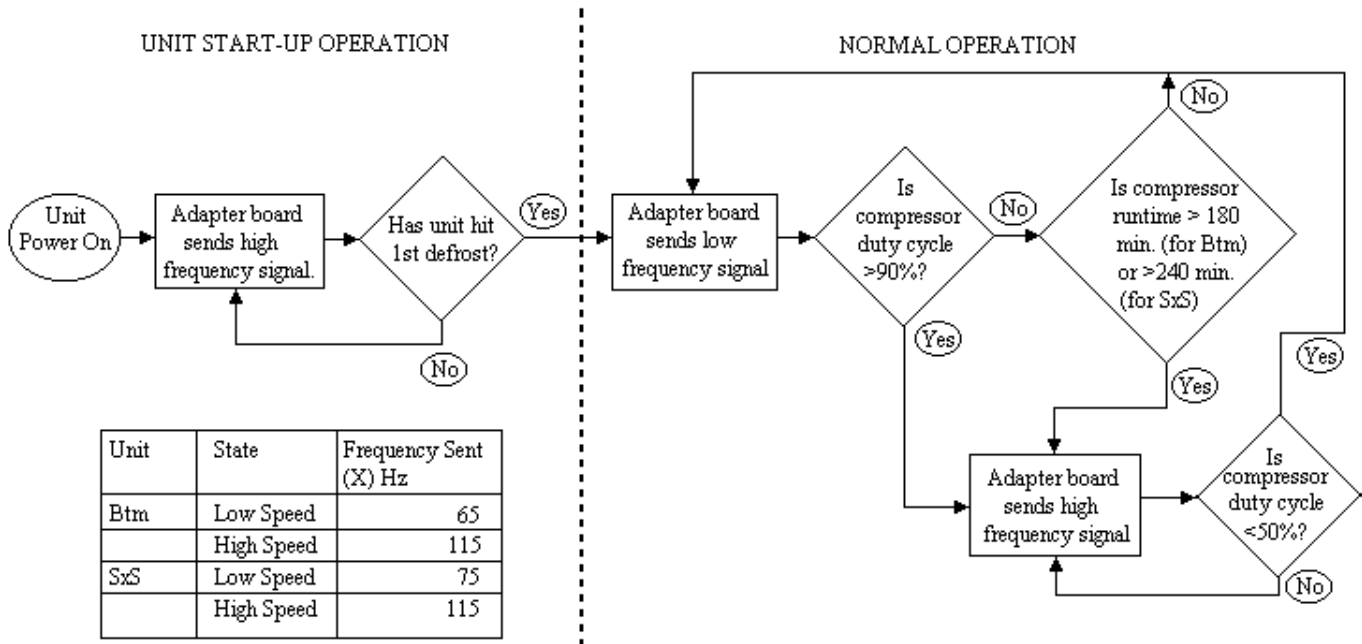 UNIT START-UP OPERATION
Unit
Power On
Adapter board
sends high
frequency signal.
Has unit hit
1st defrost?
Yes
No
Unit State Frequency Sent
(X) Hz
Btm Low Speed 65
High Speed 115
SxS Low Speed 75
High Speed 115
NORMAL OPERATION
Adapter board
sends low
frequency signal
Is
compressor
duty cycle
>90%?
No
Yes
Is compressor
runtime > 180
min. (for Btm)
or >240 min.
(for SxS)
No
Yes
Adapter board
sends high
frequency signal
Is
compressor
duty cycle
<50%?
Yes
No